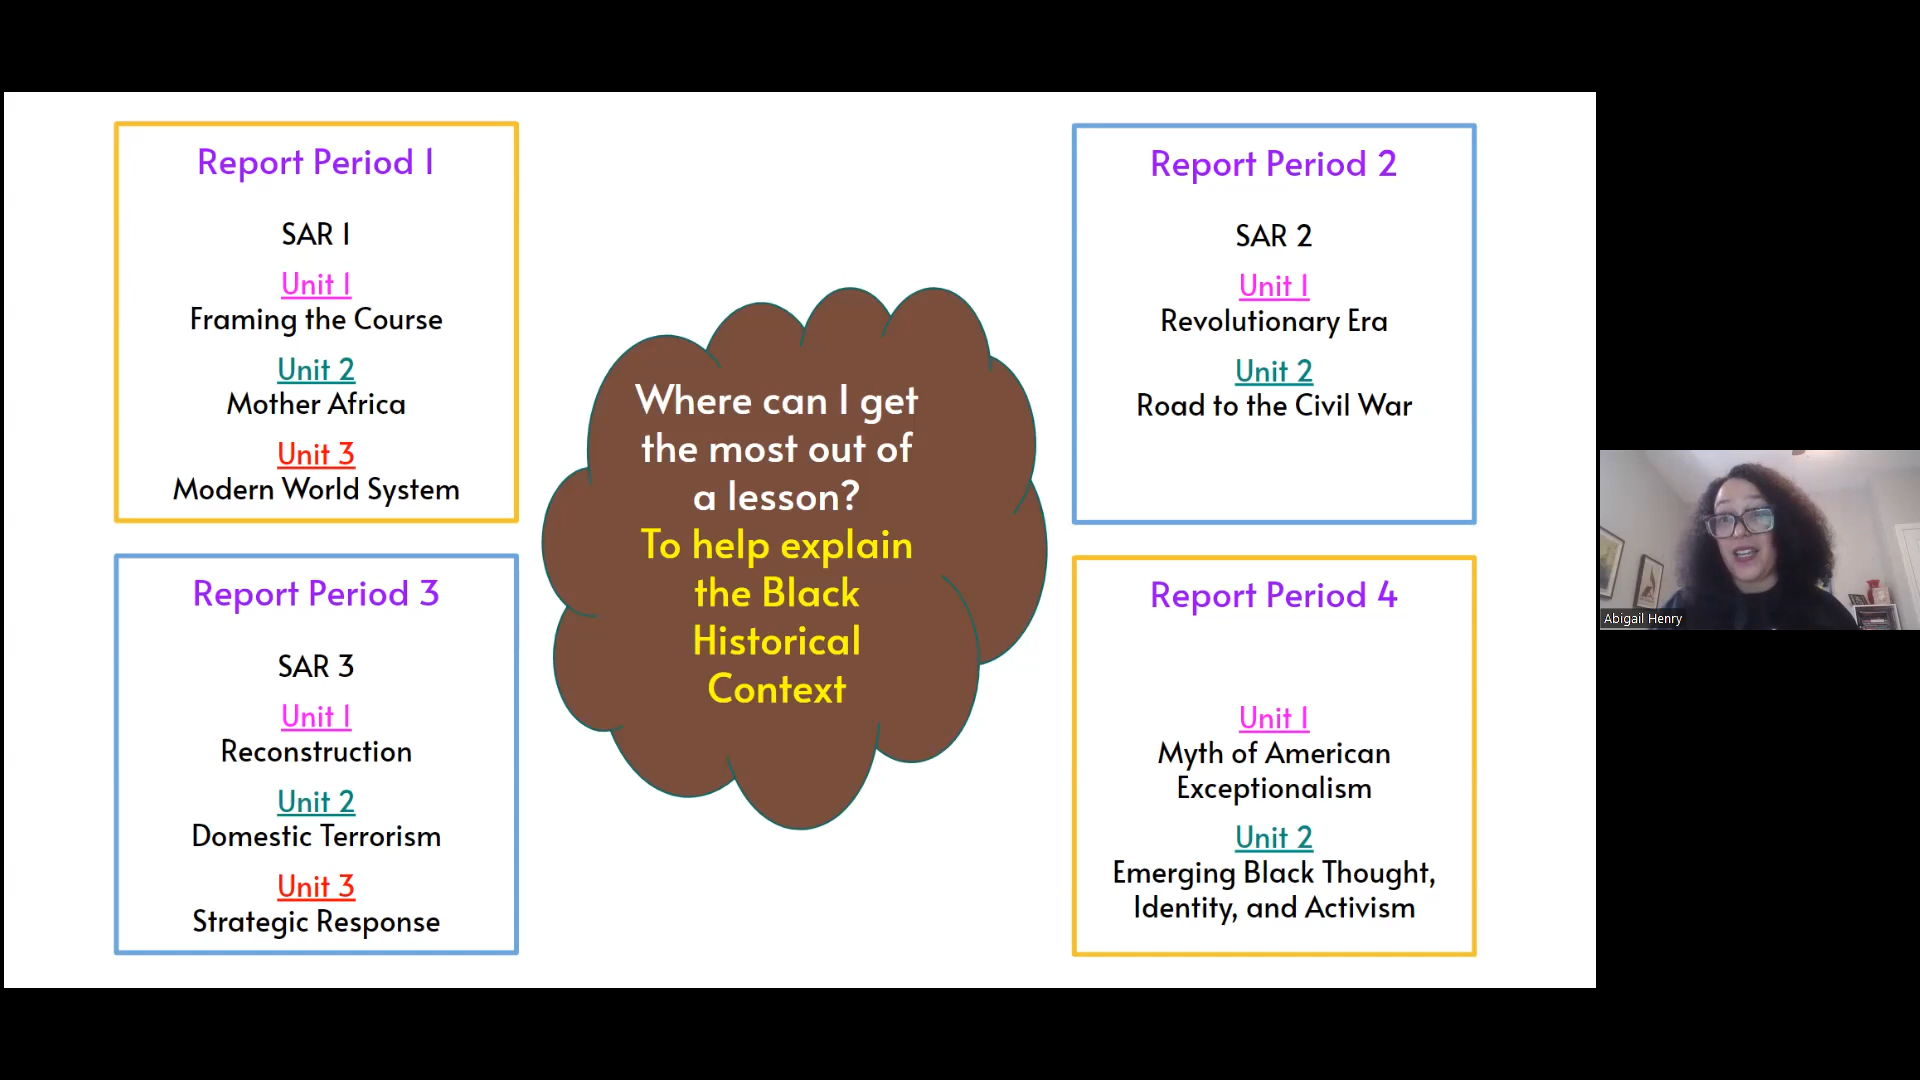 Report Period 1
SAR 1
Unit 1
Framing the Course
Unit 2
Mother Africa
Unit 3
Modern World System
Report Period 2
SAR 2
Unit 1
Revolutionary Era
Unit 2
Road to the Civil War
Where can I get
the most out of
a lesson?
To help explain
the Black
Historical
Context
Report Period 3
SAR 3
Unit 1
Reconstruction
Unit 2
Domestic Terrorism
Unit 3
Strategic Response
Report Period 4
Unit 1
Myth of American
Exceptionalism
Unit 2
Emerging Black Thought,
Identity, and Activism
Abigail Henry